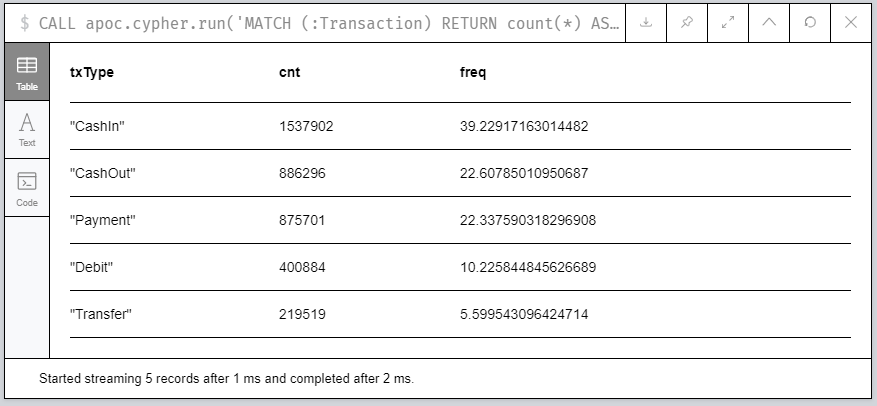 $ CALL apoc.cypher.run('MATCH (:Transaction) RETURN count(*) AS…
Table
Text
Code
txType cnt freq
"CashIn" 1537902 39.22917163014482
"CashOut" 886296 22.60785010950687
"Payment" 875701 22.337590318296908
"Debit" 400884 10.225844845626689
"Transfer" 219519 5.599543096424714
Started streaming 5 records after 1 ms and completed after 2 ms.